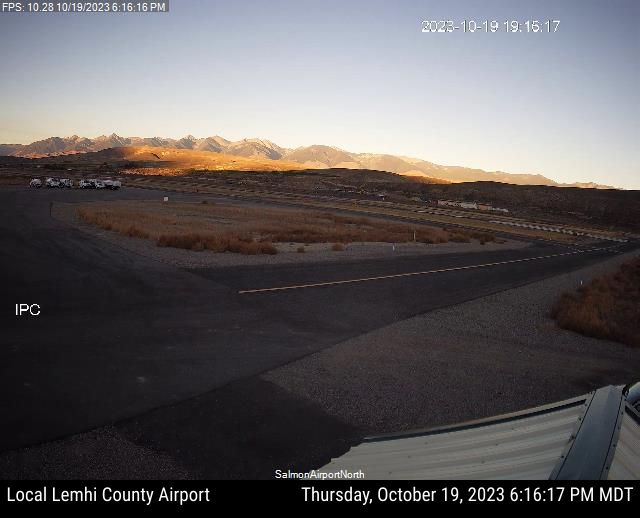 FPS: 10.28 10/19/2023 6:16:16 PM
2023-10-19 19:15:17
IPC
SalmonAirportNorth
Local Lemhi County Airport
Thursday, October 19, 2023 6:16:17 PM MDT